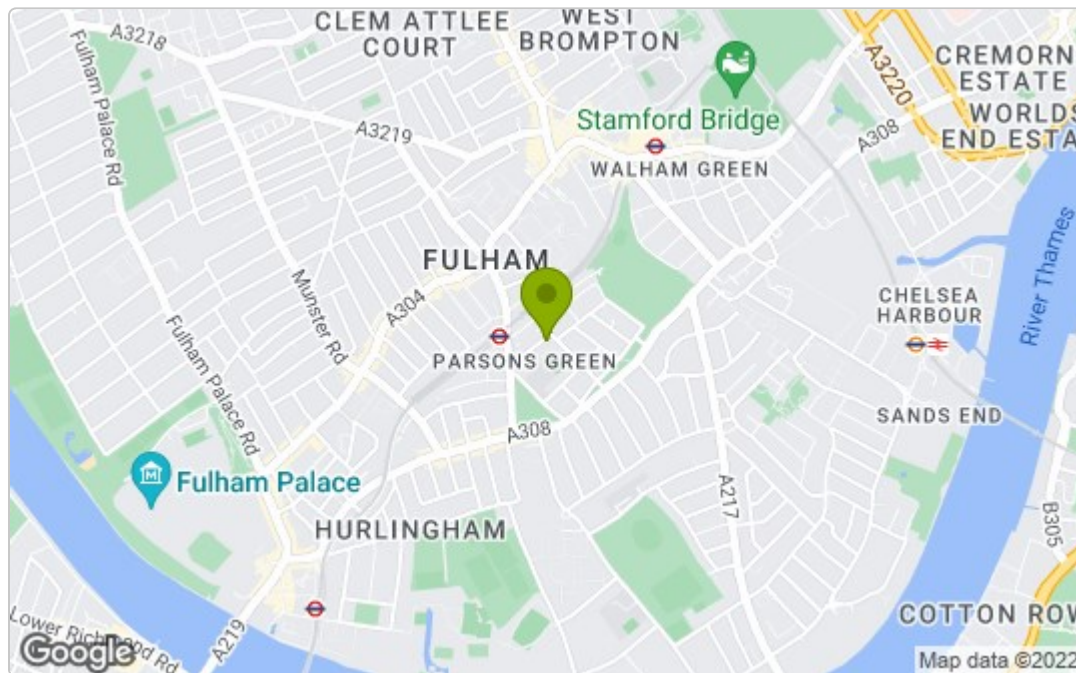 A3218
CLEM ATTLEE
COURT
WEST
BROMPTON
A3220
CREMORN
ESTATE
WORLDS
END ESTA
Fulham Palace Rd
A3219
Stamford Bridge
A308
WALHAM GREEN
FULHAM
River Thames
A304
Munster Rd
CHELSEA
HARBOUR
PARSONS GREEN
Fulham Palace Rd
SANDS END
A308
Fulham Palace
A217
B305
HURLINGHAM
COTTON ROW
Lower Richmond Rd
A219
Google
Map data ©2022